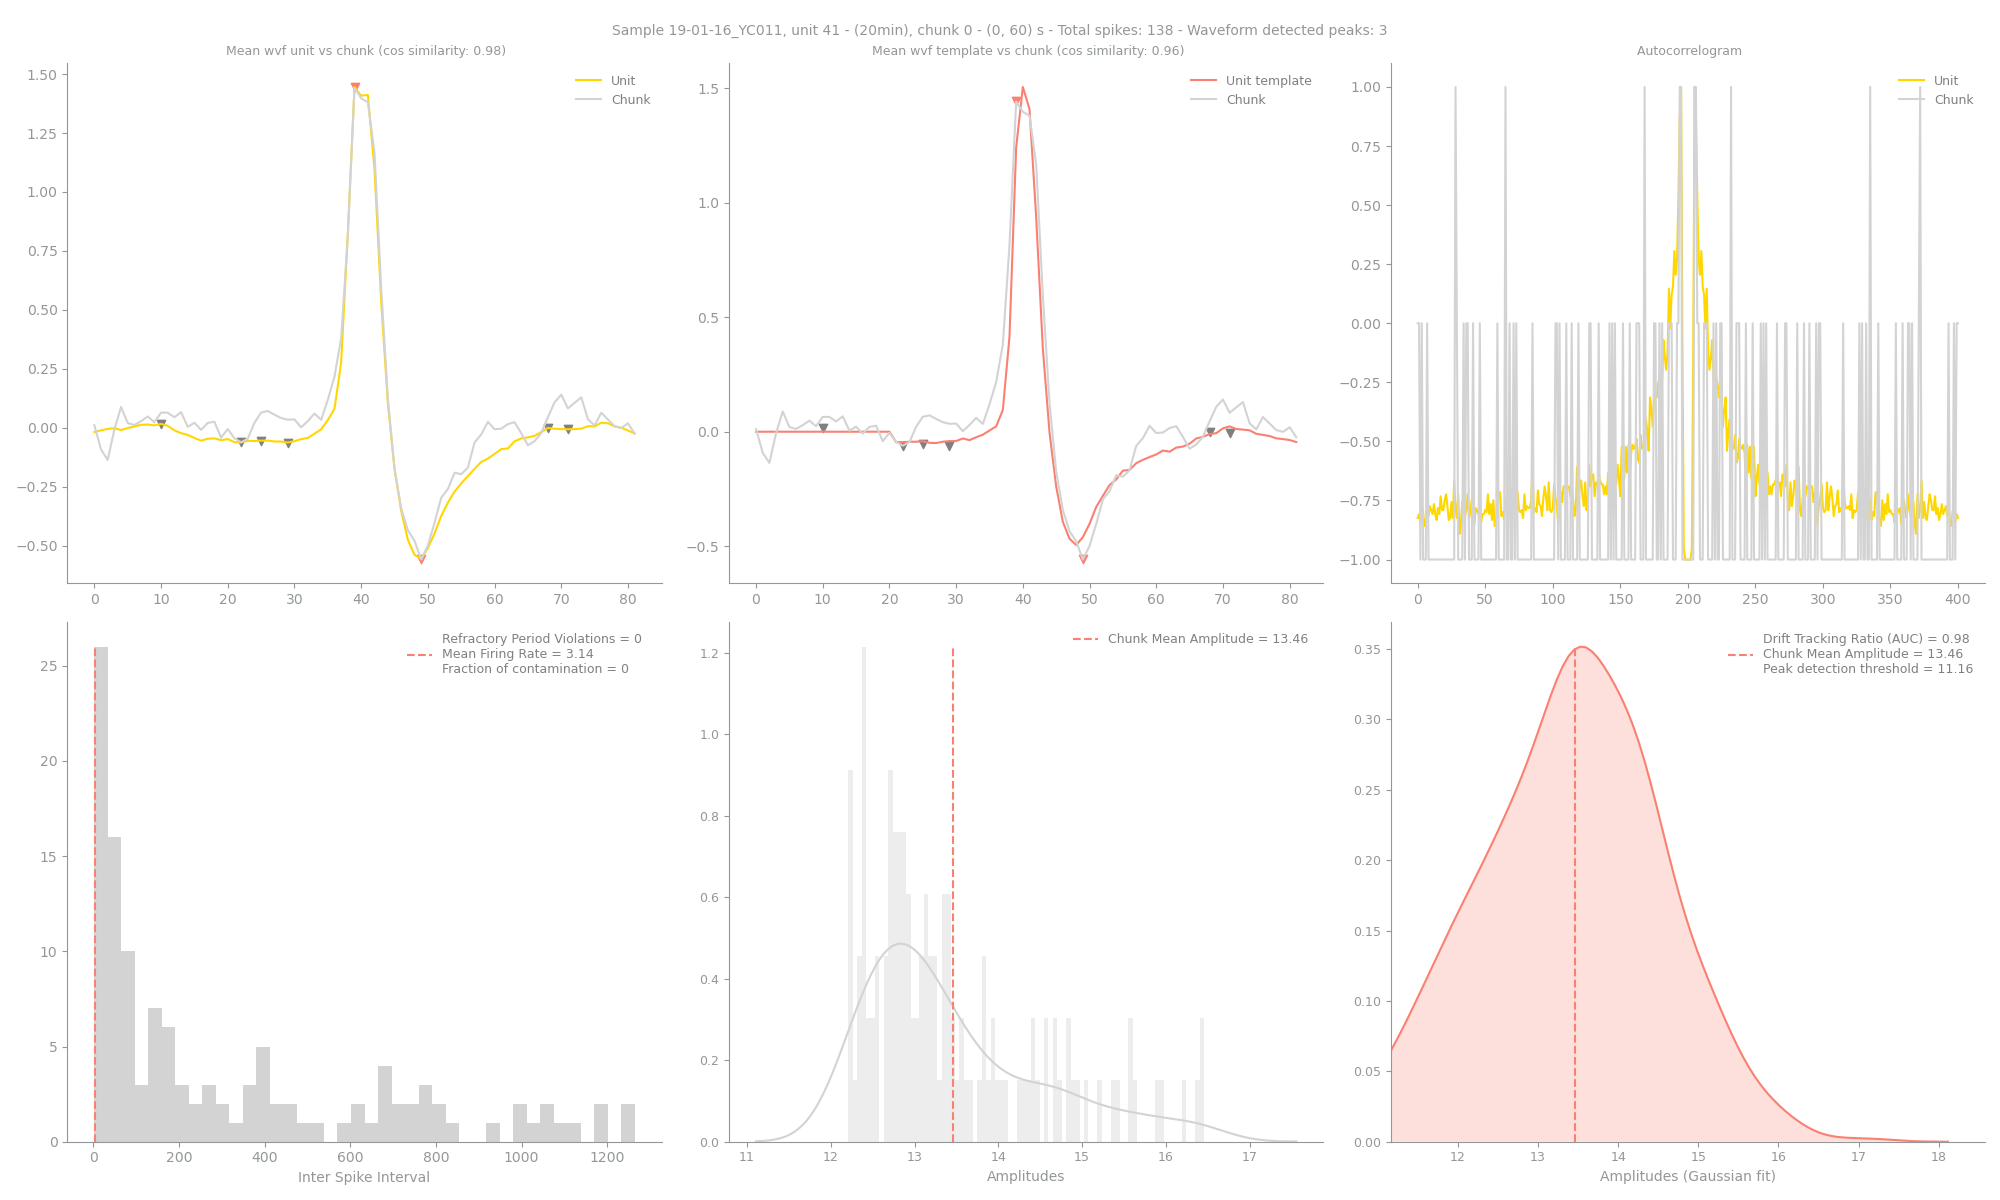 Sample 19-01-16_YC011, unit 41 - (20min), chunk 0 - (0, 60) s - Total spikes: 138 - Waveform detected peaks: 3
Mean wvf unit vs chunk (cos similarity: 0.98)
Unit
Chunk
1.50
1.25
1.00
0.75
0.50
0.25
0.00
−0.25
−0.50
0 10 20 30 40 50 60 70 80
Mean wvf template vs chunk (cos similarity: 0.96)
Unit template
Chunk
1.5
1.0
0.5
0.0
−0.5
0 10 20 30 40 50 60 70 80
Autocorrelogram
Unit
Chunk
1.00
0.75
0.50
0.25
0.00
−0.25
−0.50
−0.75
−1.00
0 50 100 150 200 250 300 350 400
Refractory Period Violations = 0
Mean Firing Rate = 3.14
Fraction of contamination = 0
25
20
15
10
5
0
0 200 400 600 800 1000 1200
Inter Spike Interval
Chunk Mean Amplitude = 13.46
1.2
1.0
0.8
0.6
0.4
0.2
0.0
11 12 13 14 15 16 17
Amplitudes
Drift Tracking Ratio (AUC) = 0.98
Chunk Mean Amplitude = 13.46
Peak detection threshold = 11.16
0.35
0.30
0.25
0.20
0.15
0.10
0.05
0.00
12 13 14 15 16 17 18
Amplitudes (Gaussian fit)